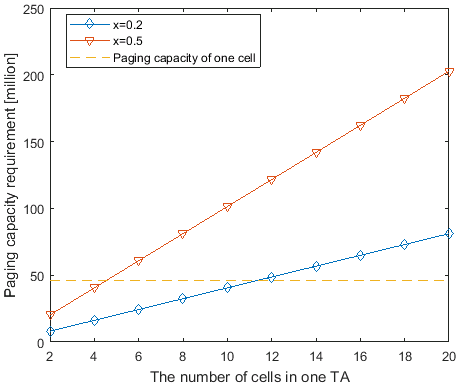 250
200
150
100
50
0
Paging capacity requirement [million]
x=0.2
x=0.5
Paging capacity of one cell
2 4 6 8 10 12 14 16 18 20
The number of cells in one TA